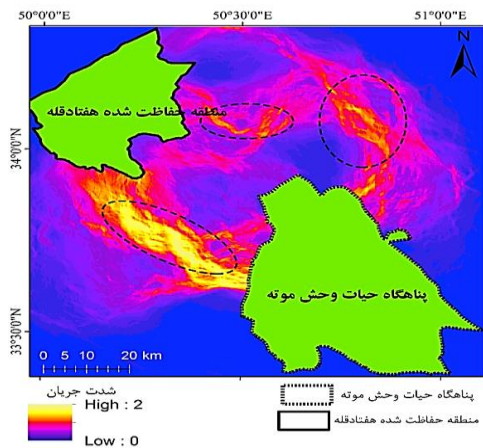 50°0'0"E
50°,30'0"E
51°0'0"E
N
منطقه حفاظت شده هفتادقله
34°0'0"N
پناهگاه حیات وحش موته
33°30'0"N
0 5 10 20 km
شدت جریان
High : 2
Low : 0
پناهگاه حیات وحش موته
منطقه حفاظت شده هفتادقله